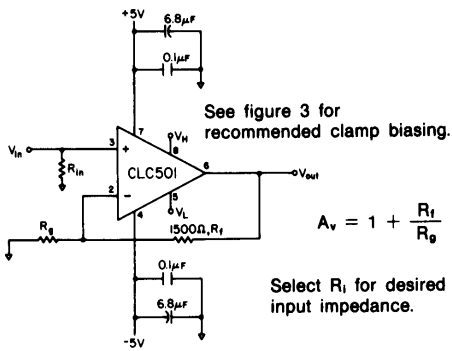 +5V
6.8μF
0.1μF
See figure 3 for
recommended clamp biasing.
7
VH
8
Vin
3
+
Rin
CLC501
6
Vout
2
-
5
VL
4
Av = 1 + Rf/Rg
Rg
1500Ω, Rf
0.1μF
Select Ri for desired
input impedance.
6.8μF
-5V